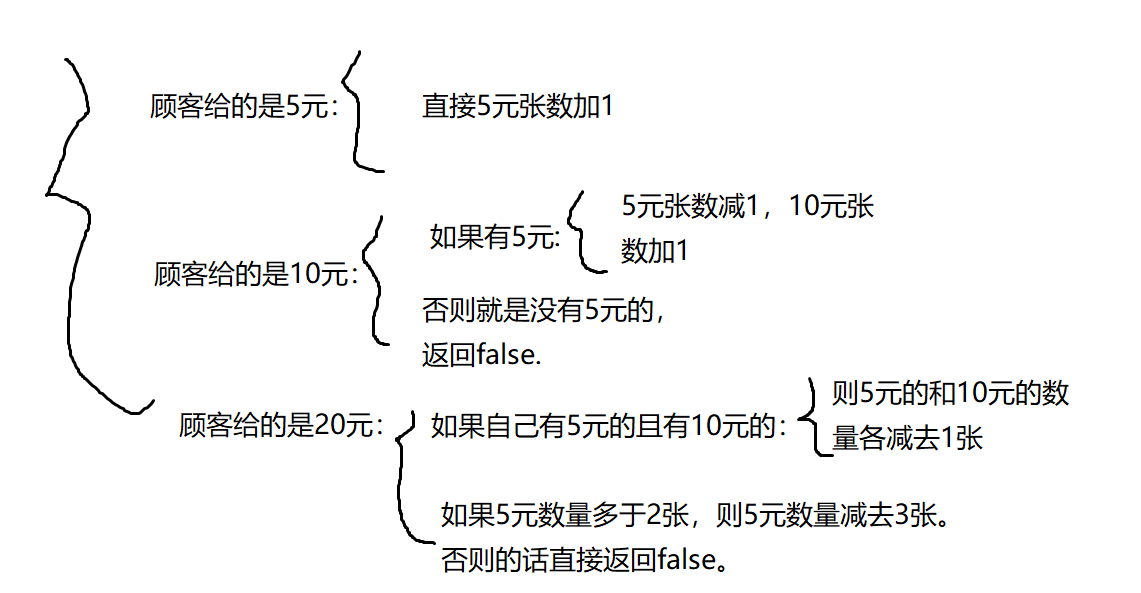 顾客给的是5元：
直接5元张数加1
顾客给的是10元：
如果有5元:
5元张数减1，10元张
数加1
否则就是没有5元的，
返回false.
顾客给的是20元：
如果自己有5元的且有10元的：
则5元的和10元的数
量各减去1张
如果5元数量多于2张，则5元数量减去3张。
否则的话直接返回false。